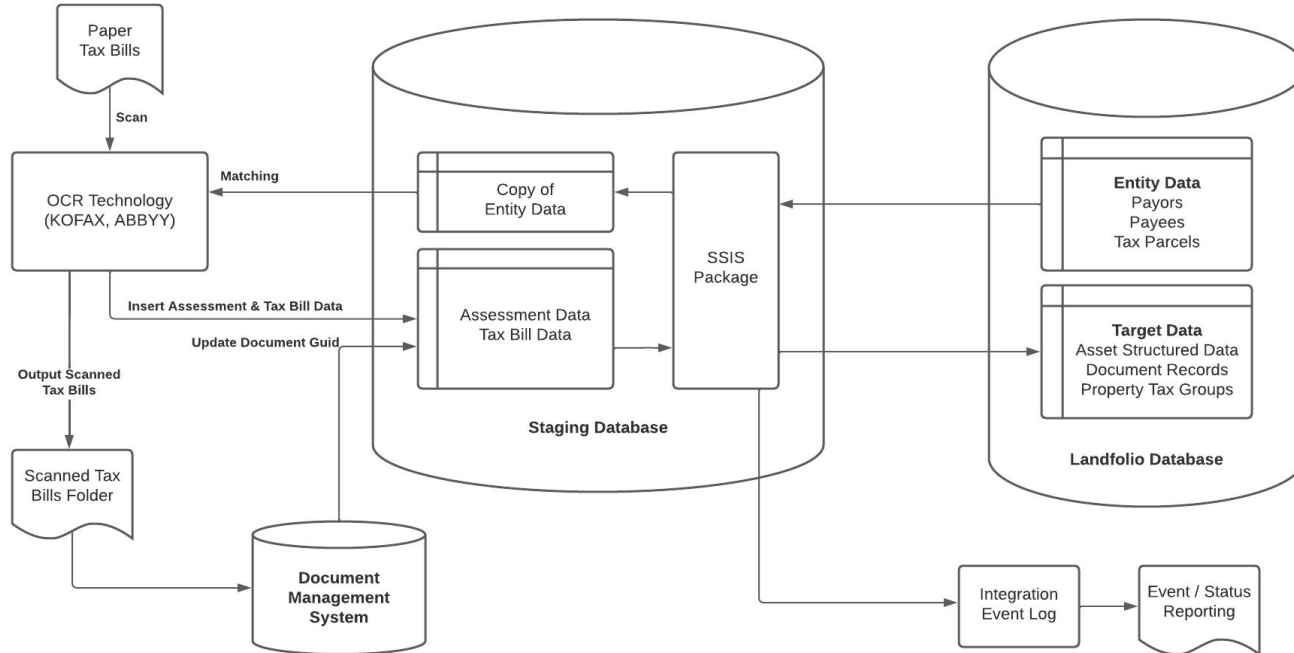 Paper
Tax Bills
Scan
OCR Technology
(KOFAX, ABBYY)
Matching
Insert Assessment & Tax Bill Data
Update Document Guid
Output Scanned
Tax Bills
Scanned Tax
Bills Folder
Document
Management
System
Copy of
Entity Data
Assessment Data
Tax Bill Data
SSIS
Package
Staging Database
Entity Data
Payors
Payees
Tax Parcels
Target Data
Asset Structured Data
Document Records
Property Tax Groups
Landfolio Database
Integration
Event Log
Event / Status
Reporting